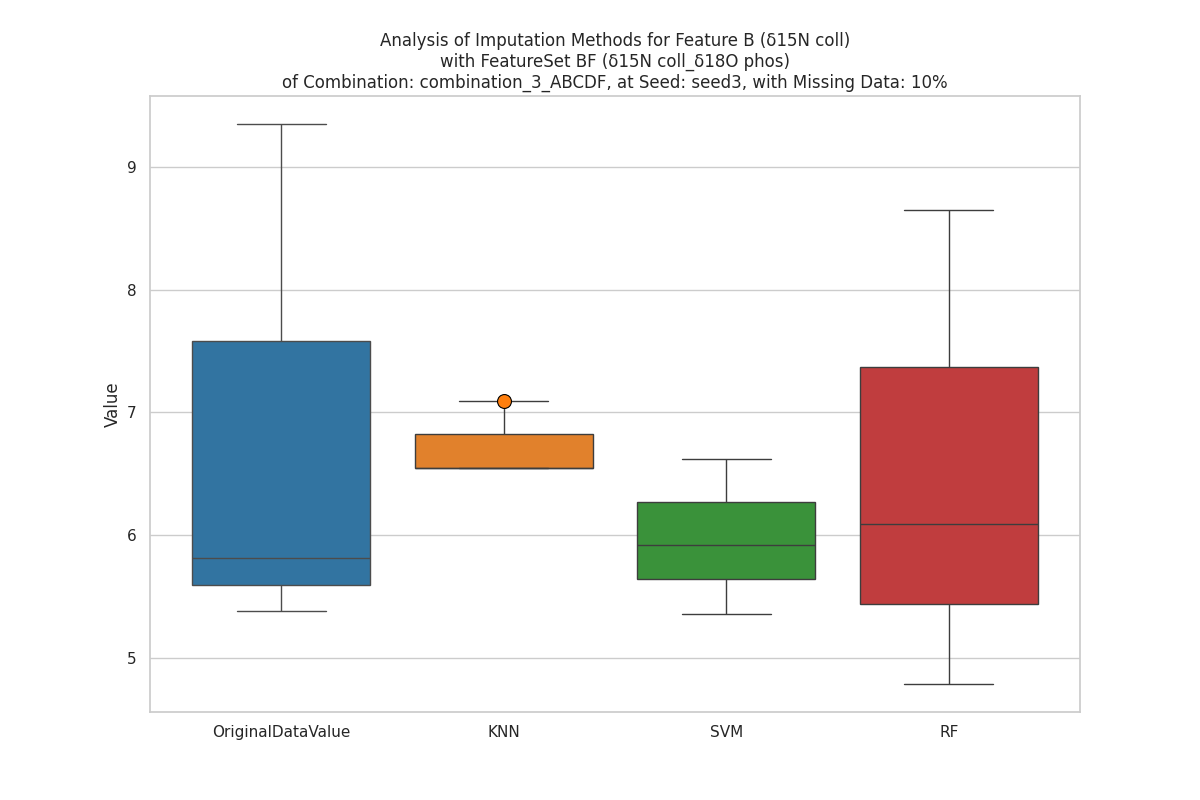 Analysis of Imputation Methods for Feature B (δ15N coll)
with FeatureSet BF (δ15N coll_δ18O phos)
of Combination: combination_3_ABCDF, at Seed: seed3, with Missing Data: 10%
9
8
7
6
5
Value
OriginalDataValue
KNN
SVM
RF